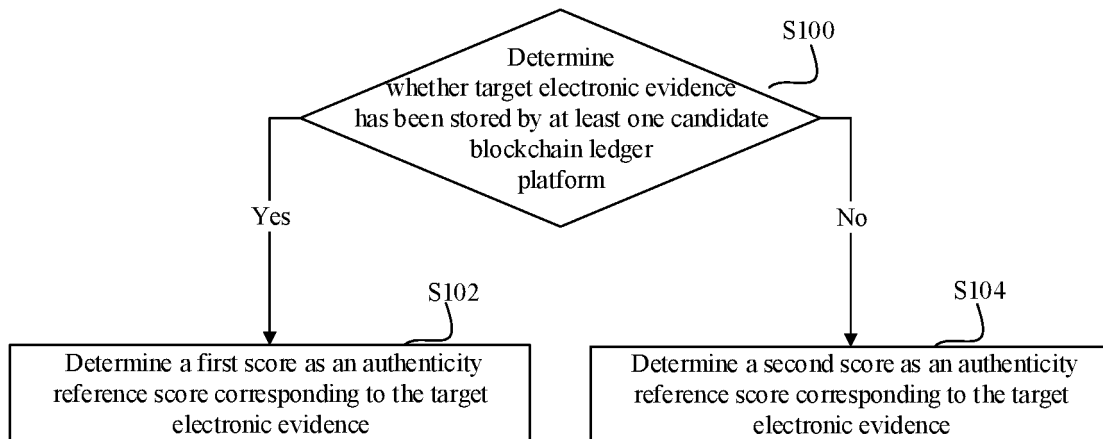 S100
Determine
whether target electronic evidence
has been stored by at least one candidate
blockchain ledger
platform
Yes
No
S102
S104
Determine a first score as an authenticity
reference score corresponding to the target
electronic evidence
Determine a second score as an authenticity
reference score corresponding to the target
electronic evidence